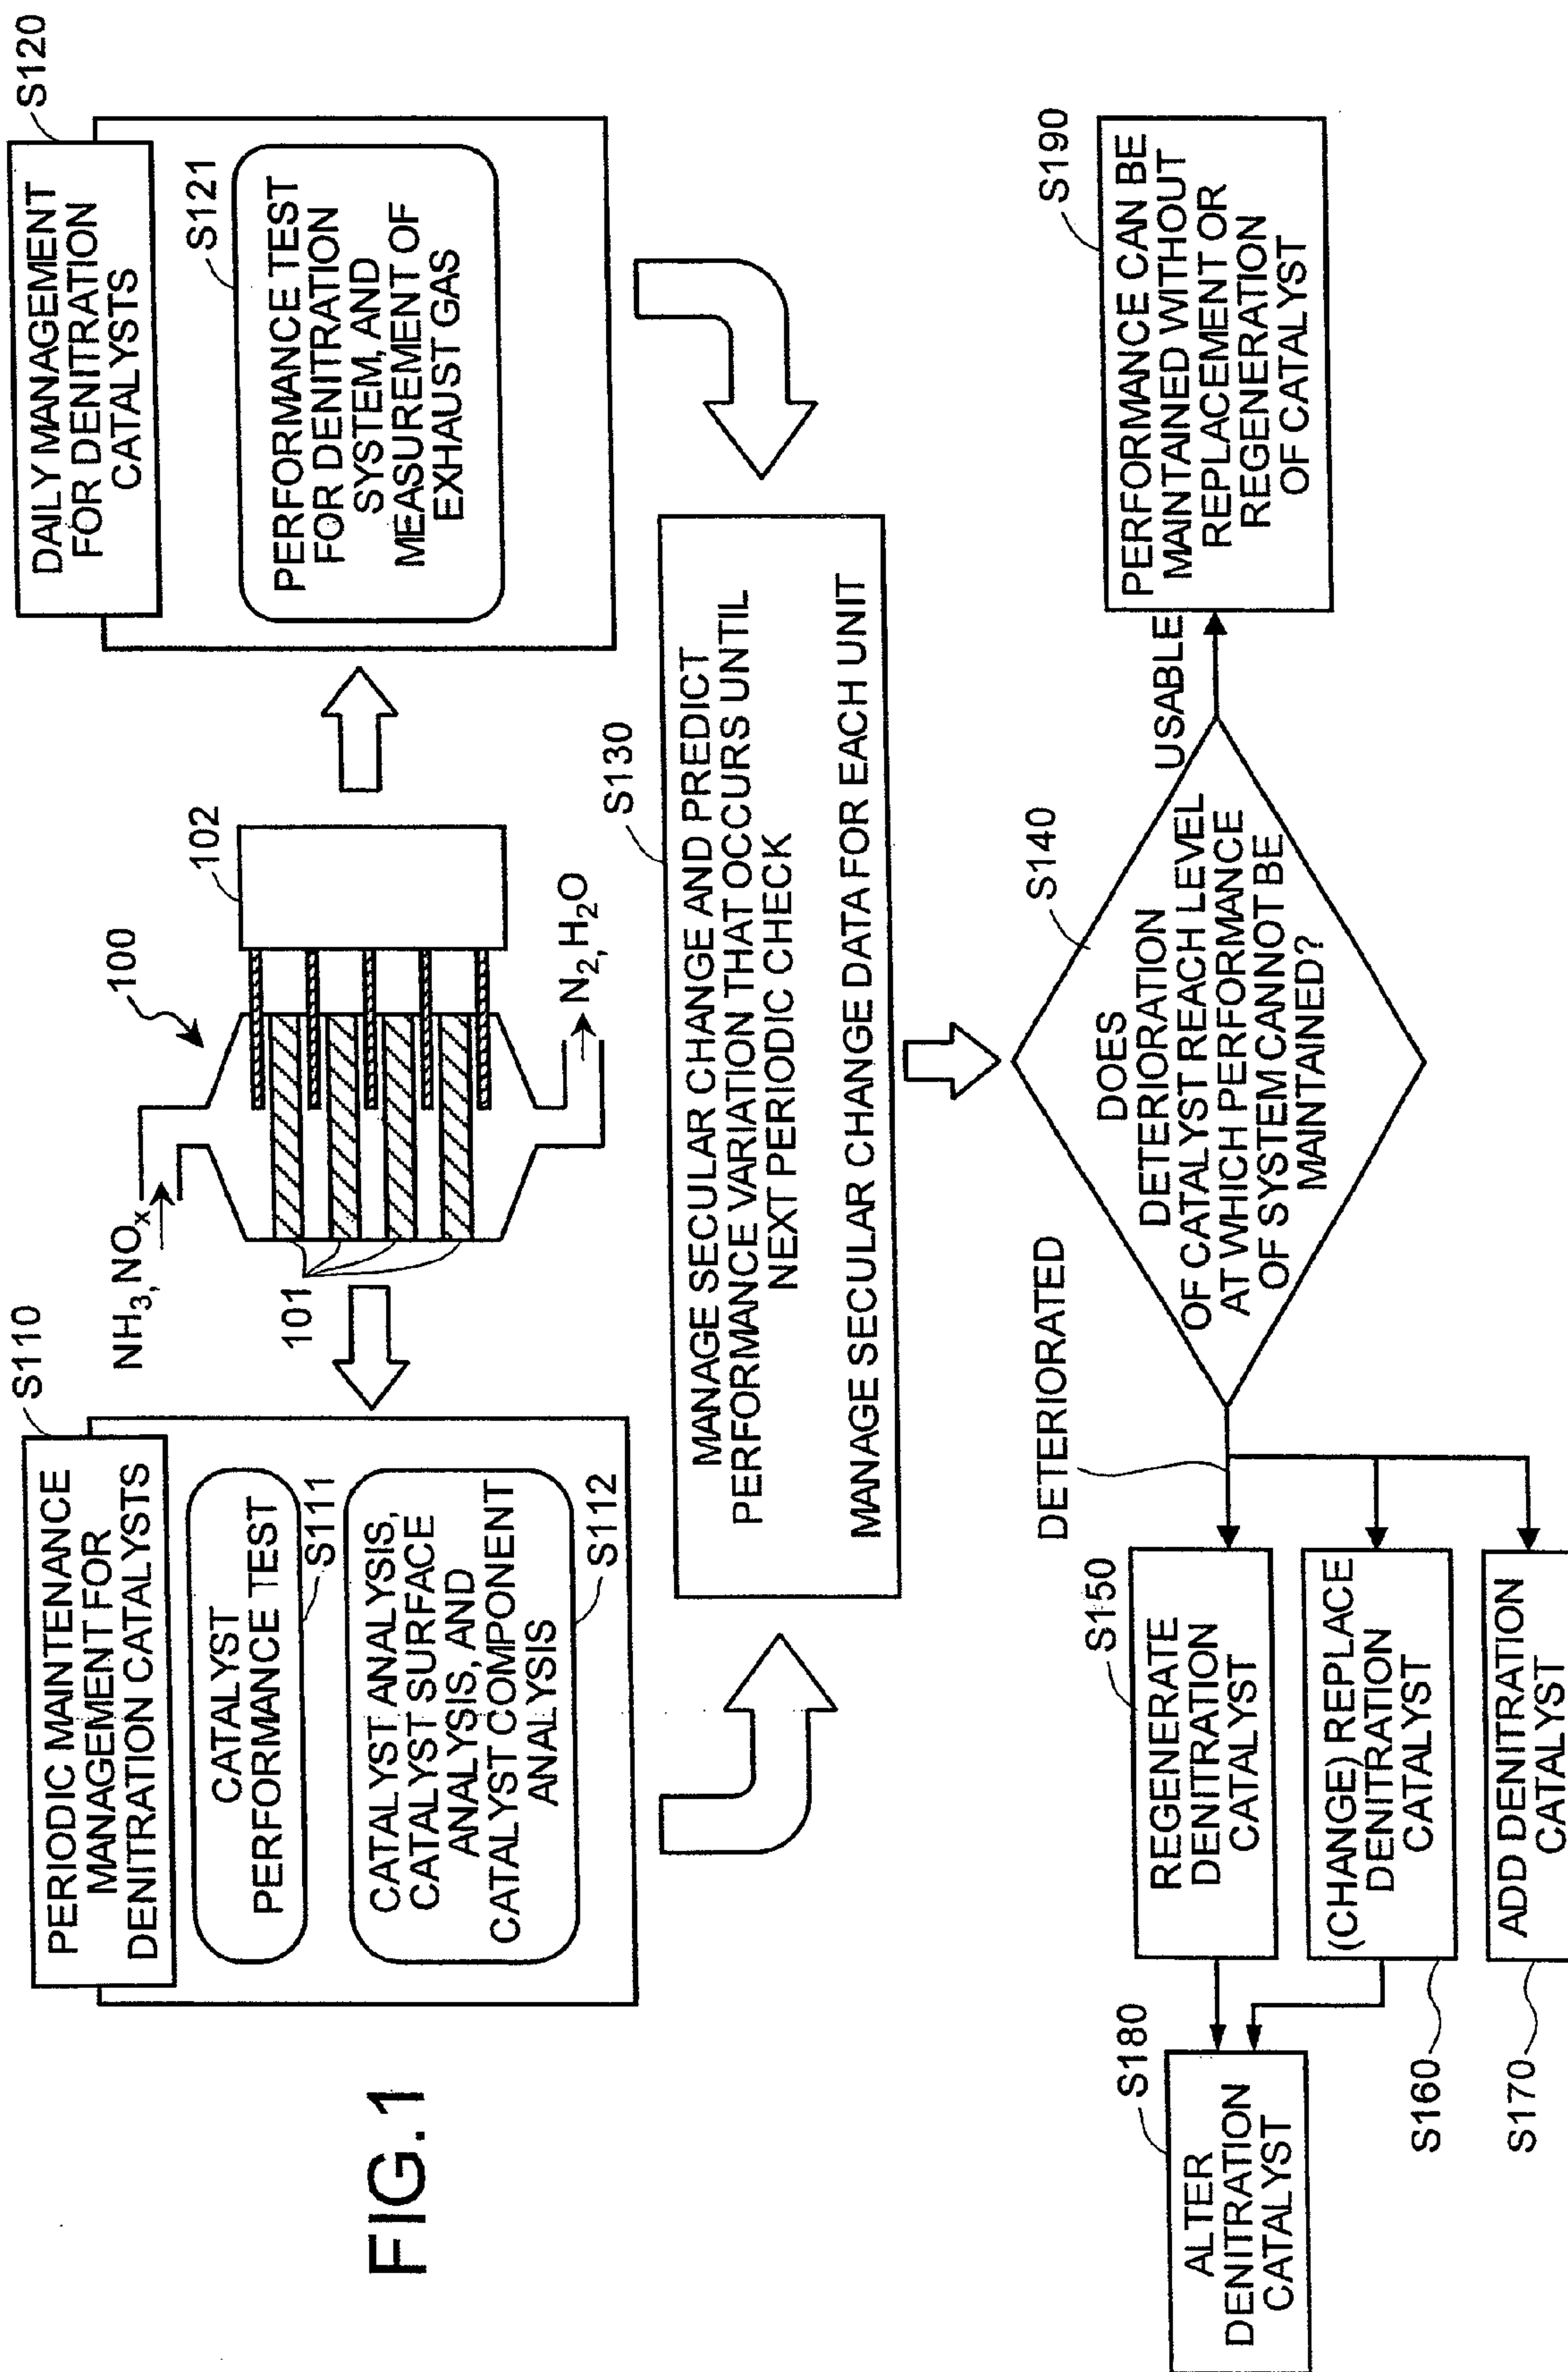 FIG.1
PERIODIC MAINTENANCE
MANAGEMENT FOR
DENITRATION CATALYSTS
S110
CATALYST
PERFORMANCE TEST
S111
CATALYST ANALYSIS,
CATALYST SURFACE
ANALYSIS, AND
CATALYST COMPONENT
ANALYSIS
S112
NH3, NOx
100
101
102
N2, H2O
DAILY MANAGEMENT
FOR DENITRATION
CATALYSTS
S120
S121
PERFORMANCE TEST
FOR DENITRATION
SYSTEM, AND
MEASUREMENT OF
EXHAUST GAS
S130
MANAGE SECULAR CHANGE AND PREDICT
PERFORMANCE VARIATION THAT OCCURS UNTIL
NEXT PERIODIC CHECK
MANAGE SECULAR CHANGE DATA FOR EACH UNIT
S140
DOES
DETERIORATION
OF CATALYST REACH LEVEL
AT WHICH PERFORMANCE
OF SYSTEM CANNOT BE
MAINTAINED?
DETERIORATED
USABLE
S190
PERFORMANCE CAN BE
MAINTAINED WITHOUT
REPLACEMENT OR
REGENERATION
OF CATALYST
S150
REGENERATE
DENITRATION
CATALYST
(CHANGE) REPLACE
DENITRATION
CATALYST
S160
ADD DENITRATION
CATALYST
S170
S180
ALTER
DENITRATION
CATALYST